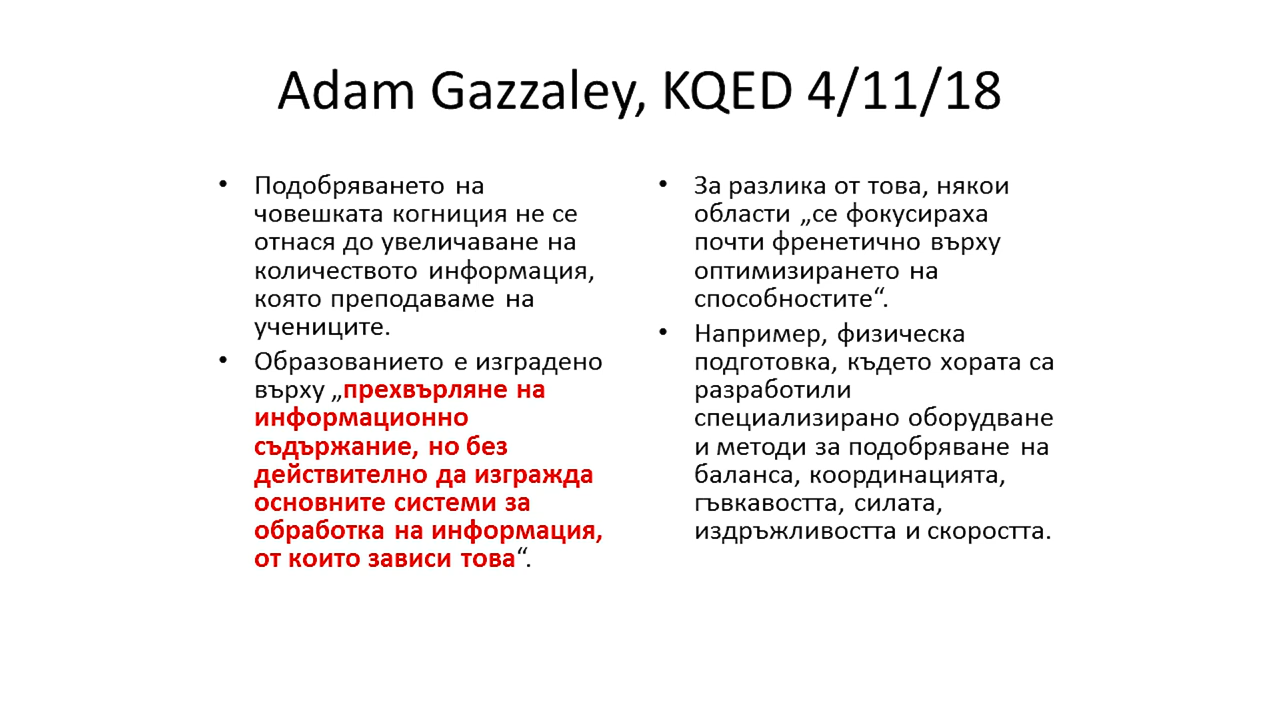 Adam Gazzaley, KQED 4/11/18
• Подобряването на
човешката когниция не се
отнася до увеличаване на
количеството информация,
която преподаваме на
учениците.
• Образованието е изградено
върху „прехвърляне на
информационно
съдържание, но без
действително да изгражда
основните системи за
обработка на информация,
от които зависи това“.
• За разлика от това, някои
области „се фокусираха
почти френетично върху
оптимизирането на
способностите“.
• Например, физическа
подготовка, където хората са
разработили
специализирано оборудване
и методи за подобряване на
баланса, координацията,
гъвкавостта, силата,
издръжливостта и скоростта.